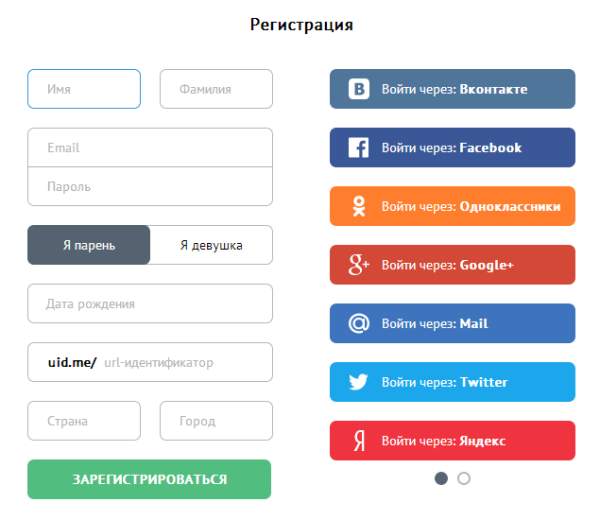 Регистрация
Имя
Фамилия
Email
Пароль
Я парень
Я девушка
Дата рождения
uid.me/ url-идентификатор
Страна
Город
ЗАРЕГИСТРИРОВАТЬСЯ
Войти через: Вконтакте
Войти через: Facebook
Войти через: Одноклассники
Войти через: Google+
Войти через: Mail
Войти через: Twitter
Войти через: Яндекс